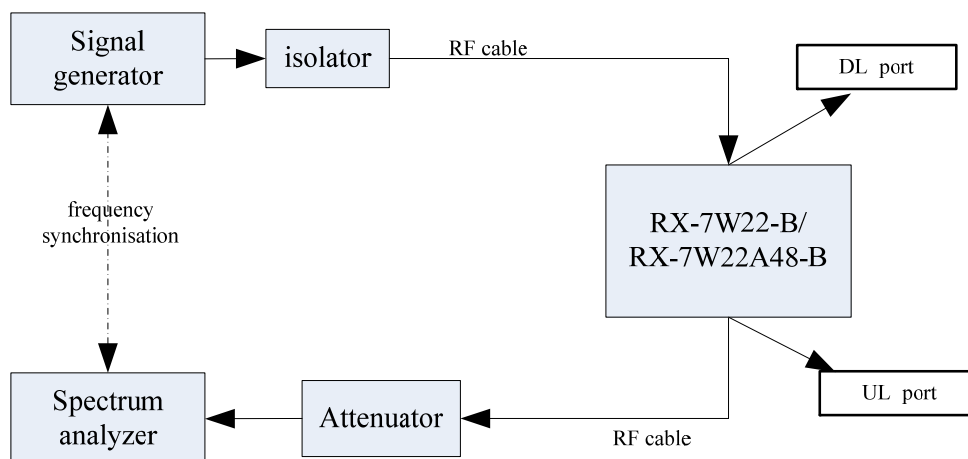 Signal
generator
isolator
RF cable
DL port
frequency
synchronisation
RX-7W22-B/
RX-7W22A48-B
Spectrum
analyzer
Attenuator
RF cable
UL port